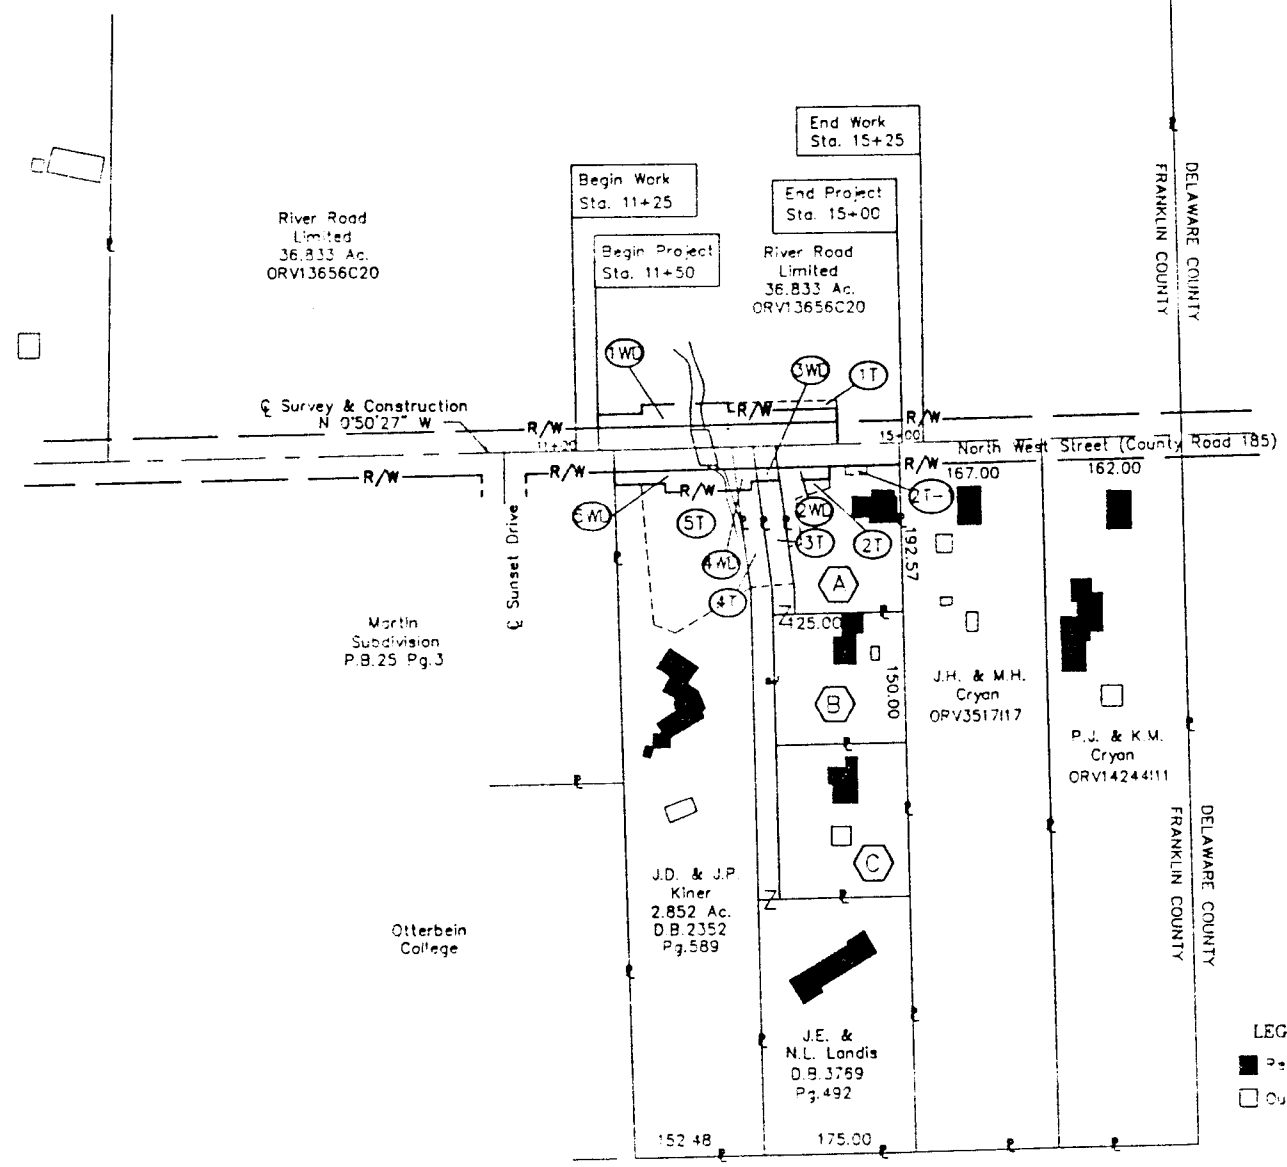 End Work
Sta. 15+25
Begin Work
Sta. 11+25
End Project
Sta. 15+00
Begin Project
Sta. 11+50
River Road
Limited
36.833 Ac.
ORV13656C20
River Road
Limited
36.833 Ac.
ORV13656C20
DELAWARE COUNTY
FRANKLIN COUNTY
1WD
3WD
1T
℄ Survey & Construction
N 0°50'27" W
R/W
R/W
R/W
15+00
North West Street (County Road 185)
R/W
R/W
R/W
R/W
167.00
162.00
5T
2WD
4WD
3T
2T
4T
192.57
℄ Sunset Drive
A
125.00
Martin
Subdivision
P.B.25 Pg.3
B
150.00
J.H. & M.H.
Cryan
ORV3517I17
P.J. & K.M.
Cryan
ORV14244I11
C
DELAWARE COUNTY
FRANKLIN COUNTY
J.D. & J.P.
Kiner
2.852 Ac.
D.B.2352
Pg.589
Otterbein
College
J.E. &
N.L. Landis
D.B.3769
Pg.492
LEG
152.48
175.00